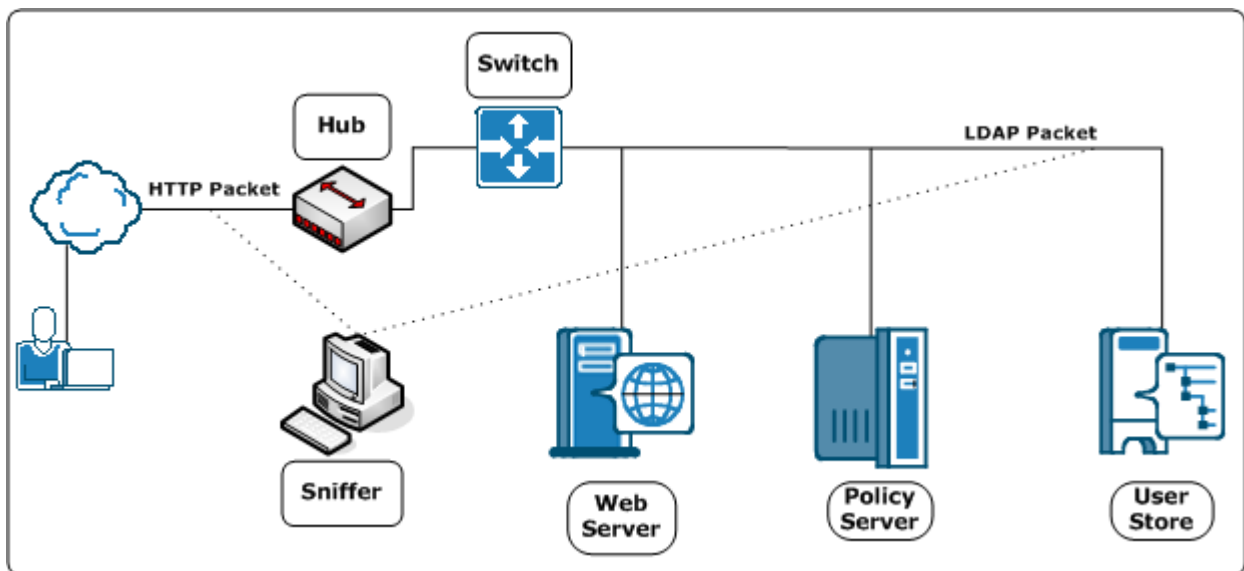 Switch
Hub
LDAP Packet
HTTP Packet
Sniffer
Web
Server
Policy
Server
User
Store